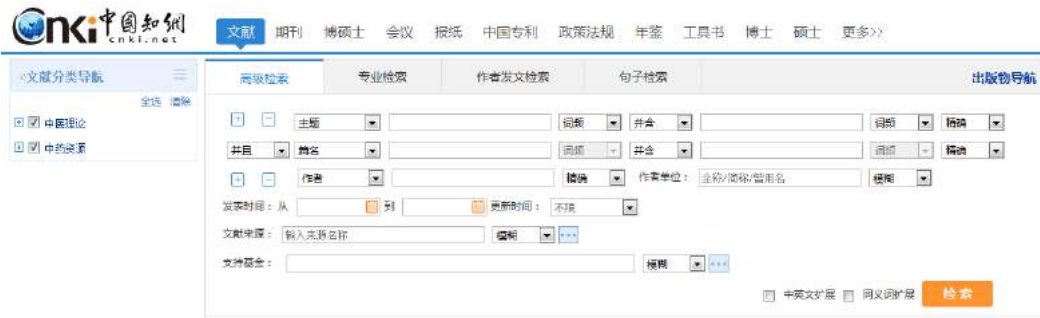 cnki 中国知网
cnki.net
文献 期刊 博硕士 会议 报纸 中国专利 政策法规 年鉴 工具书 博士 硕士 更多>>
文献分类导航
全选 清除
中医理论
中药资源
高级检索 专业检索 作者发文检索 句子检索 出版物导航
主题 词频 并含 词频 精确
并且 篇名 词频 并含 词频 精确
作者 精确 作者单位： 全称/简称/曾用名 模糊
发表时间：从 到 更新时间： 不限
文献来源： 输入来源名称 模糊 ...
支持基金： 模糊 ...
中英文扩展 同义词扩展 检索